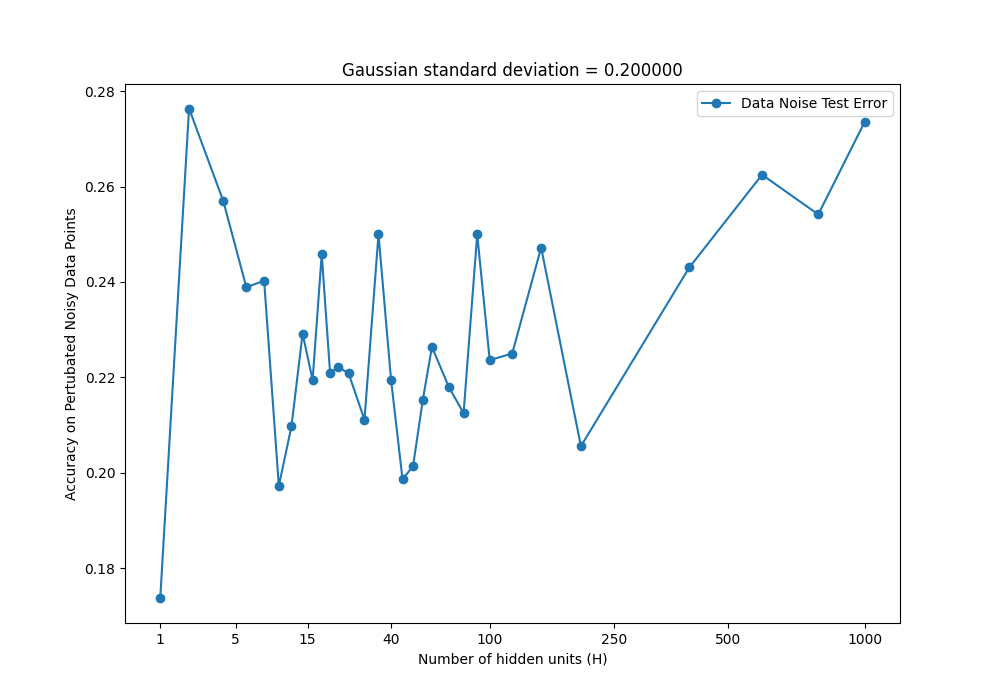 Gaussian standard deviation = 0.200000
Data Noise Test Error
Accuracy on Pertubated Noisy Data Points
0.28
0.26
0.24
0.22
0.20
0.18
1 5 15 40 100 250 500 1000
Number of hidden units (H)